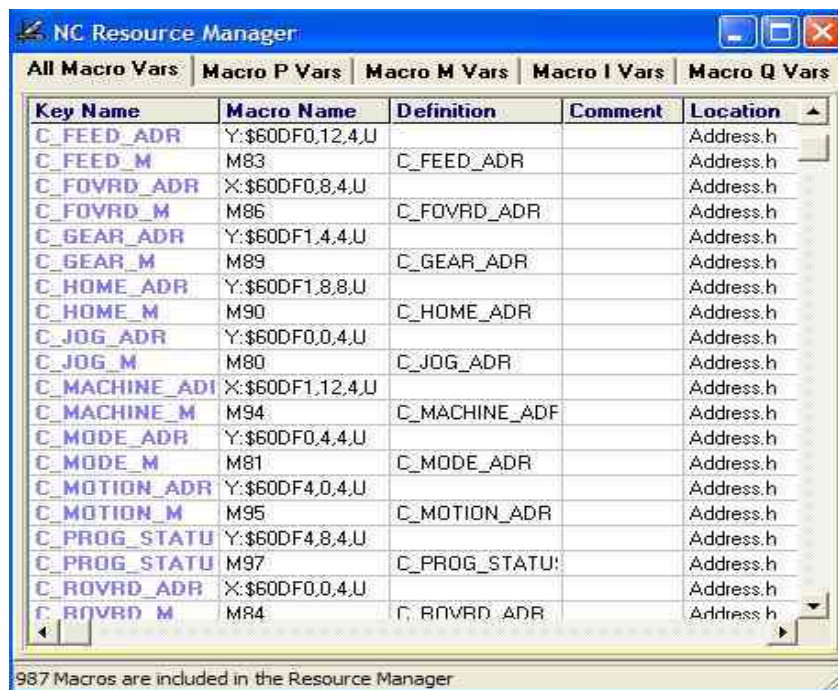 NC Resource Manager
All Macro Vars Macro P Vars Macro M Vars Macro I Vars Macro Q Vars
Key Name Macro Name Definition Comment Location
C_FEED_ADR Y:$60DF0,12,4,U Address.h
C_FEED_M M83 C_FEED_ADR Address.h
C_FOVRD_ADR X:$60DF0,8,4,U Address.h
C_FOVRD_M M86 C_FOVRD_ADR Address.h
C_GEAR_ADR Y:$60DF1,4,4,U Address.h
C_GEAR_M M89 C_GEAR_ADR Address.h
C_HOME_ADR Y:$60DF1,8,8,U Address.h
C_HOME_M M90 C_HOME_ADR Address.h
C_JOG_ADR Y:$60DF0,0,4,U Address.h
C_JOG_M M80 C_JOG_ADR Address.h
C_MACHINE_ADI X:$60DF1,12,4,U Address.h
C_MACHINE_M M94 C_MACHINE_ADF Address.h
C_MODE_ADR Y:$60DF0,4,4,U Address.h
C_MODE_M M81 C_MODE_ADR Address.h
C_MOTION_ADR Y:$60DF4,0,4,U Address.h
C_MOTION_M M95 C_MOTION_ADR Address.h
C_PROG_STATU Y:$60DF4,8,4,U Address.h
C_PROG_STATU M97 C_PROG_STATU Address.h
C_ROVRD_ADR X:$60DF0,0,4,U Address.h
C_ROVRD_M M84 C_ROVRD_ADR Address.h
987 Macros are included in the Resource Manager